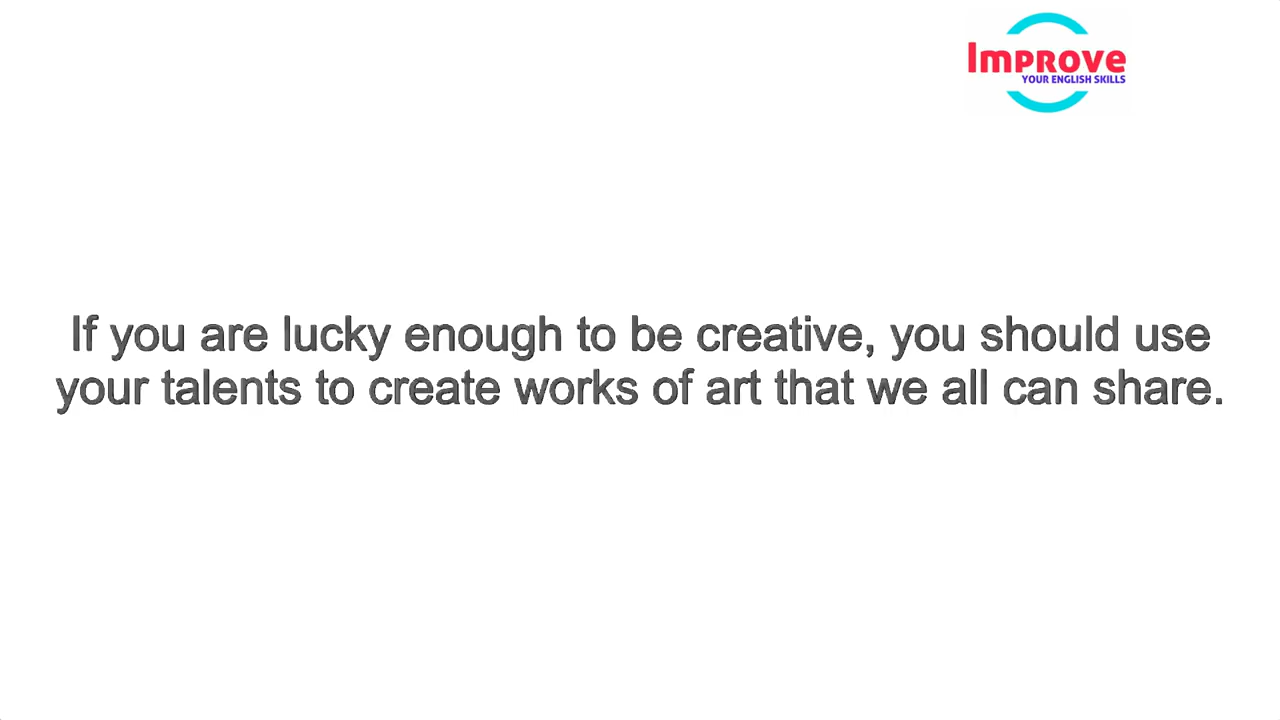 Improve
YOUR ENGLISH SKILLS
If you are lucky enough to be creative, you should use
your talents to create works of art that we all can share.